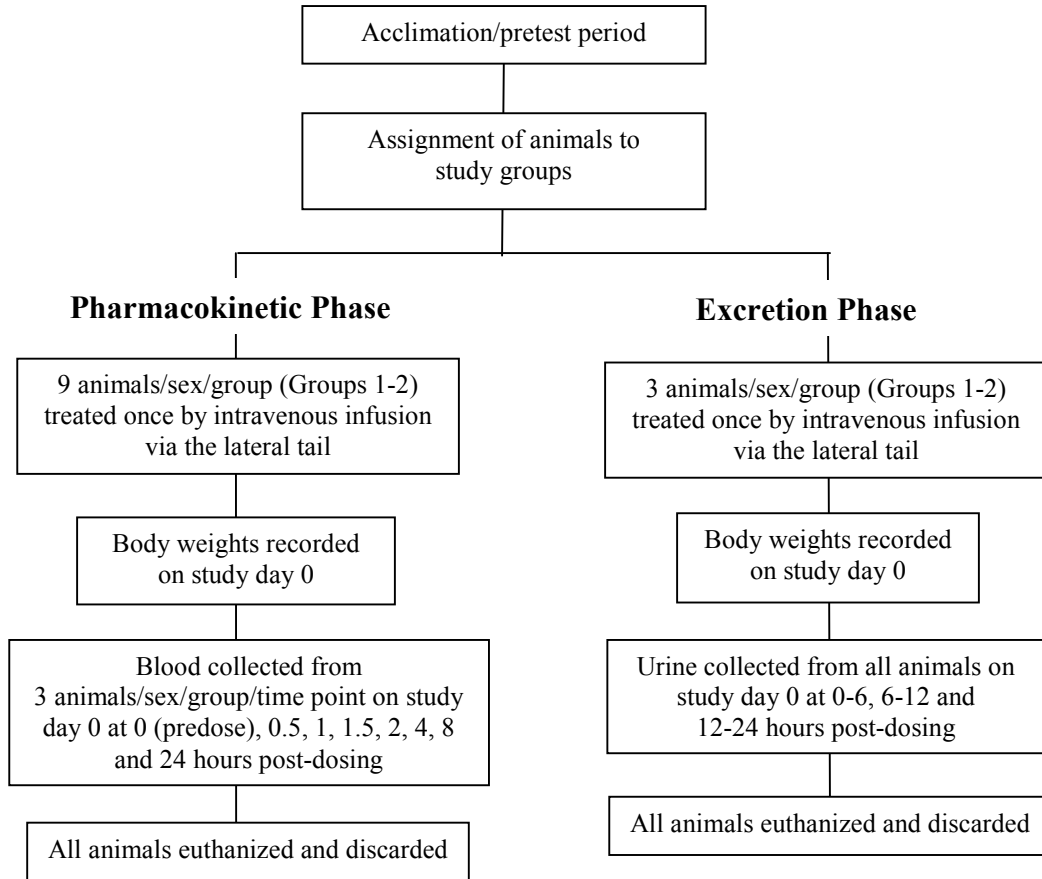 Acclimation/pretest period
Assignment of animals to
study groups
Pharmacokinetic Phase
9 animals/sex/group (Groups 1-2)
treated once by intravenous infusion
via the lateral tail
Body weights recorded
on study day 0
Blood collected from
3 animals/sex/group/time point on study
day 0 at 0 (predose), 0.5, 1, 1.5, 2, 4, 8
and 24 hours post-dosing
All animals euthanized and discarded
Excretion Phase
3 animals/sex/group (Groups 1-2)
treated once by intravenous infusion
via the lateral tail
Body weights recorded
on study day 0
Urine collected from all animals on
study day 0 at 0-6, 6-12 and
12-24 hours post-dosing
All animals euthanized and discarded